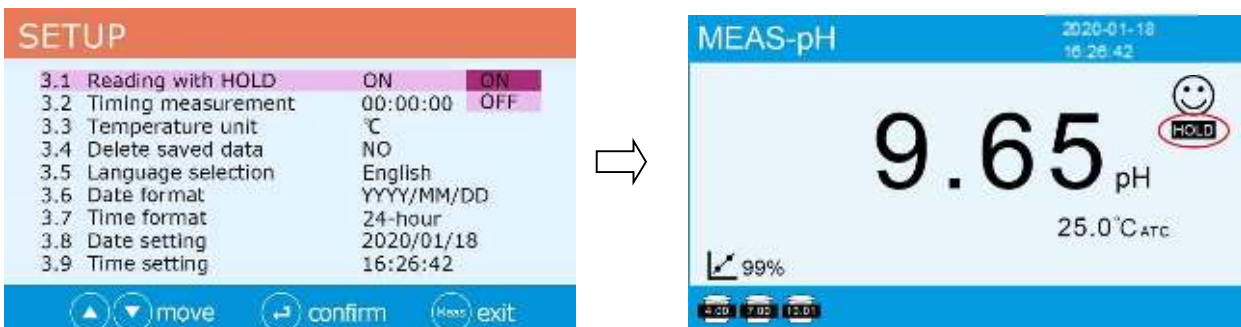 SETUP
3.1 Reading with HOLD ON ON
3.2 Timing measurement 00:00:00 OFF
3.3 Temperature unit ℃
3.4 Delete saved data NO
3.5 Language selection English
3.6 Date format YYYY/MM/DD
3.7 Time format 24-hour
3.8 Date setting 2020/01/18
3.9 Time setting 16:26:42
move confirm Meas exit
MEAS-pH
2020-01-18
16:26:42
HOLD
9.65 pH
25.0℃ ATC
99%
4.00 7.00 10.01